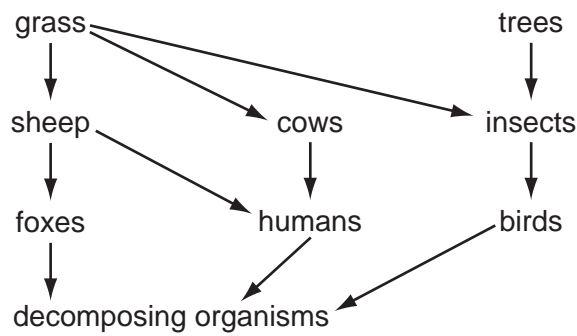 grass trees
sheep cows insects
foxes humans birds
decomposing organisms